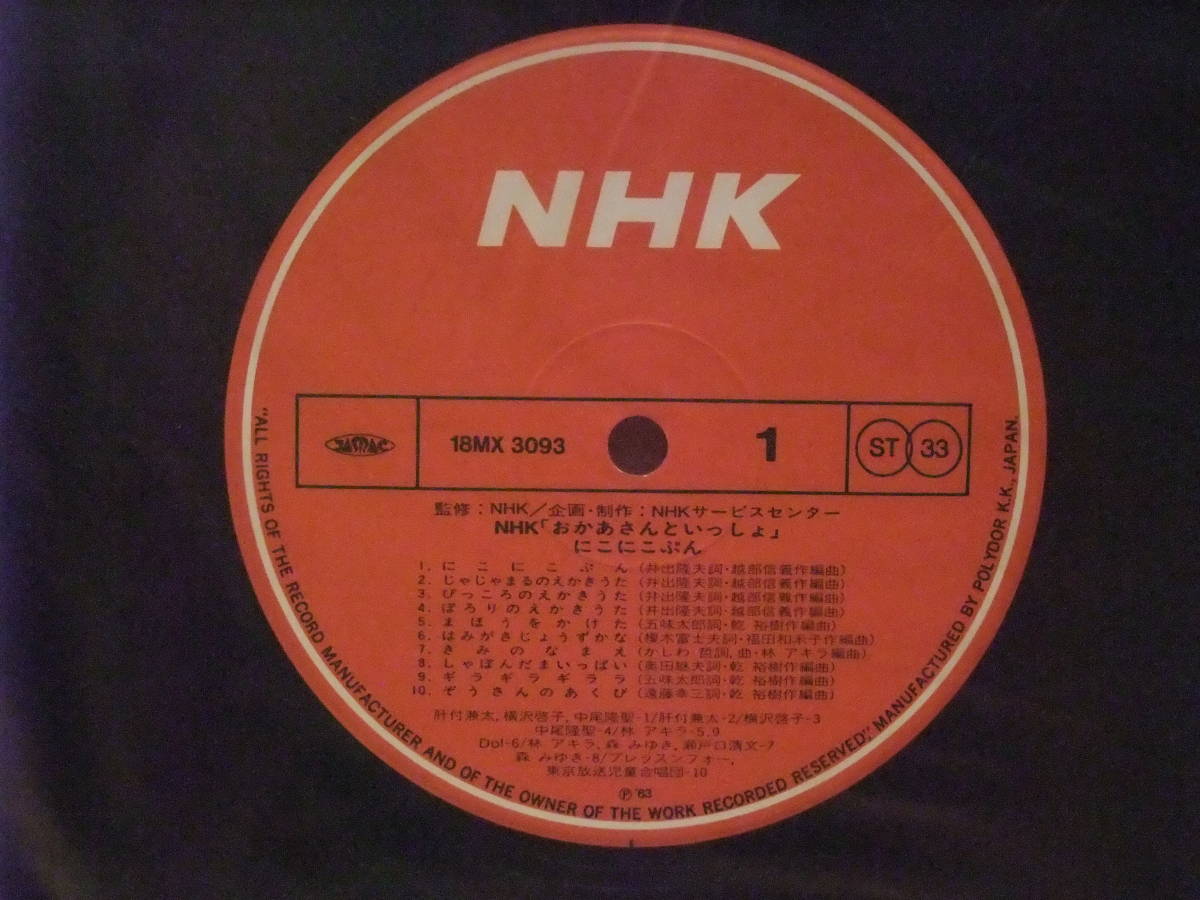 NHK
JASRAC
18MX 3093
1
ST 33
監修：NHK／企画・制作：NHKサービスセンター
NHK「おかあさんといっしょ」
にこにこぷん
1. にこにこぷん（井出隆夫詞・越部信義作編曲）
2. じゃじゃまるのえかきうた（井出隆夫詞・越部信義作編曲）
3. ぴっころのえかきうた（井出隆夫詞・越部信義作編曲）
4. ぽろりのえかきうた（井出隆夫詞・越部信義作編曲）
5. まほうをかけた（五味太郎詞・乾 裕樹作編曲）
6. はみがきじょうずかな（榎木富士夫詞・福田和禾子作編曲）
7. きみのなまえ（かしわ 哲詞，曲・林 アキラ編曲）
8. しゃぼんだまいっぱい（奥田継夫詞・乾 裕樹作編曲）
9. ギラギラギララ（五味太郎詞・乾 裕樹作編曲）
10. ぞうさんのあくび（遠藤幸三詞・乾 裕樹作編曲）
肝付兼太, 横沢啓子, 中尾隆聖-1/肝付兼太-2/横沢啓子-3
中尾隆聖-4/林 アキラ-5,9
Do!-6/林 アキラ, 森 みゆき, 瀬戸口清文-7
森 みゆき-8/ブレッスンフォー,
東京放送児童合唱団-10
℗ '83
"ALL RIGHTS OF THE RECORD MANUFACTURER AND OF THE OWNER OF THE WORK RECORDED RESERVED", MANUFACTURED BY POLYDOR K.K., JAPAN.